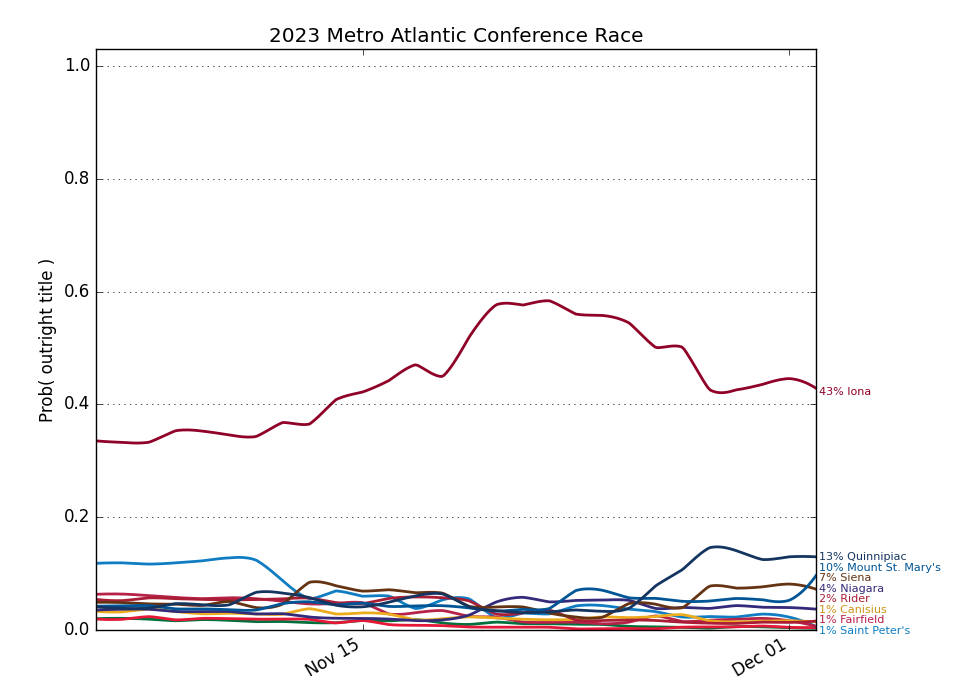 2023 Metro Atlantic Conference Race
Prob( outright title )
1.0
0.8
0.6
0.4
0.2
0.0
Nov 15
Dec 01
43% Iona
13% Quinnipiac
10% Mount St. Mary's
7% Siena
4% Niagara
2% Rider
1% Canisius
1% Fairfield
1% Saint Peter's